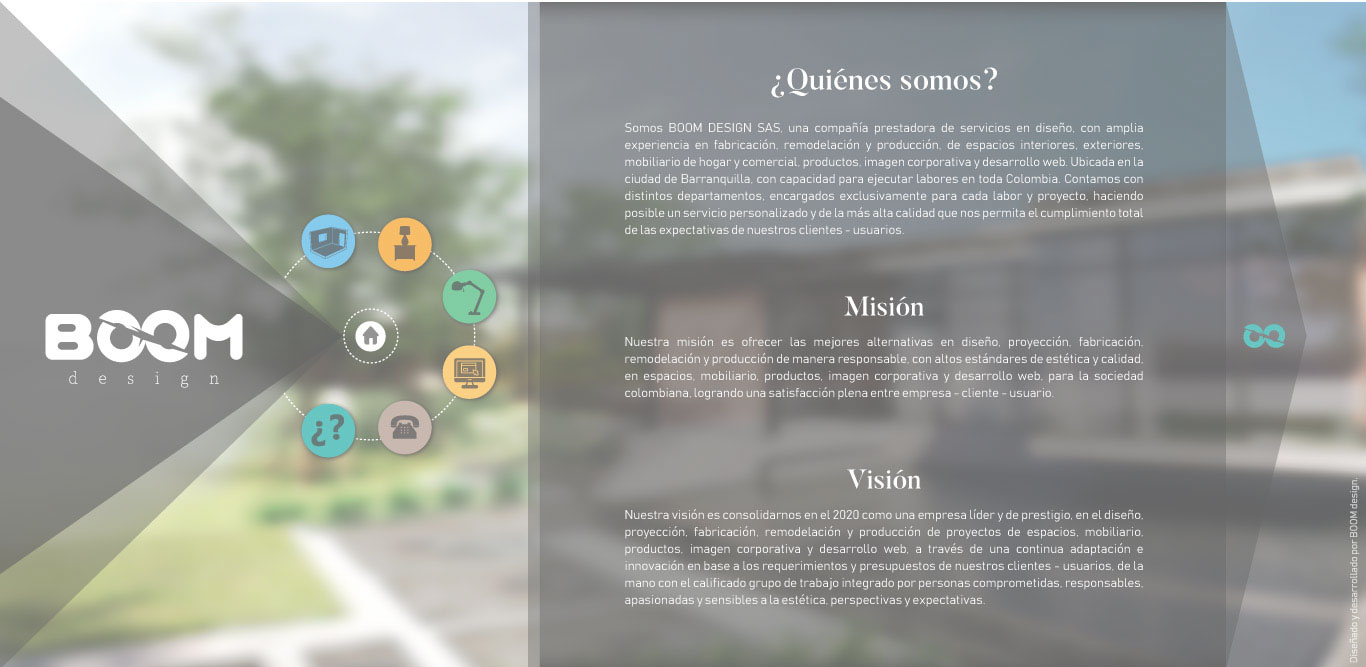 BOOM
design
¿?
¿Quiénes somos?
Somos BOOM DESIGN SAS, una compañía prestadora de servicios en diseño, con amplia
experiencia en fabricación, remodelación y producción, de espacios interiores, exteriores,
mobiliario de hogar y comercial, productos, imagen corporativa y desarrollo web. Ubicada en la
ciudad de Barranquilla, con capacidad para ejecutar labores en toda Colombia. Contamos con
distintos departamentos, encargados exclusivamente para cada labor y proyecto, haciendo
posible un servicio personalizado y de la más alta calidad que nos permita el cumplimiento total
de las expectativas de nuestros clientes - usuarios.
Misión
Nuestra misión es ofrecer las mejores alternativas en diseño, proyección, fabricación,
remodelación y producción de manera responsable, con altos estándares de estética y calidad,
en espacios, mobiliario, productos, imagen corporativa y desarrollo web, para la sociedad
colombiana, logrando una satisfacción plena entre empresa - cliente - usuario.
Visión
Nuestra visión es consolidarnos en el 2020 como una empresa líder y de prestigio, en el diseño,
proyección, fabricación, remodelación y producción de proyectos de espacios, mobiliario,
productos, imagen corporativa y desarrollo web, a través de una continua adaptación e
innovación en base a los requerimientos y presupuestos de nuestros clientes - usuarios, de la
mano con el calificado grupo de trabajo integrado por personas comprometidas, responsables,
apasionadas y sensibles a la estética, perspectivas y expectativas.
Diseñado y desarrollado por BOOM design.